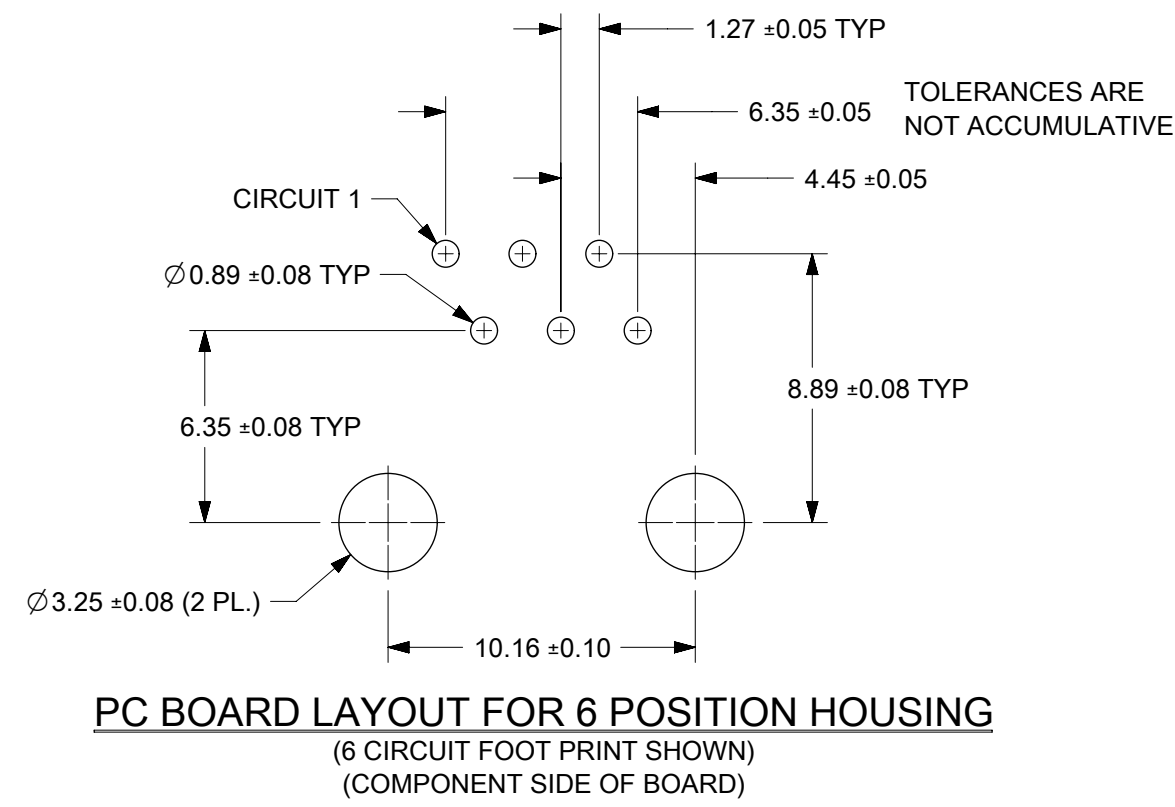 1.27 ±0.05 TYP
6.35 ±0.05
TOLERANCES ARE
NOT ACCUMULATIVE
4.45 ±0.05
CIRCUIT 1
∅0.89 ±0.08 TYP
8.89 ±0.08 TYP
6.35 ±0.08 TYP
∅3.25 ±0.08 (2 PL.)
10.16 ±0.10
PC BOARD LAYOUT FOR 6 POSITION HOUSING
(6 CIRCUIT FOOT PRINT SHOWN)
(COMPONENT SIDE OF BOARD)